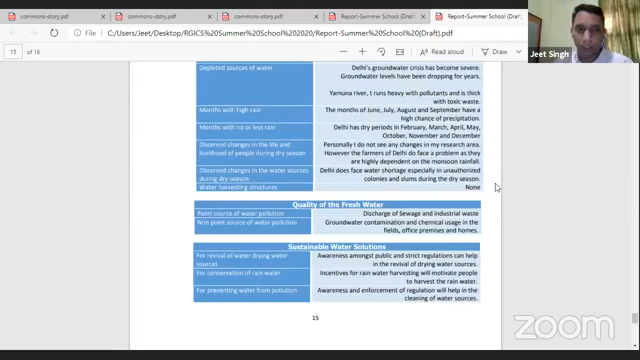 commons-story.pdf
commons-story.pdf
commons-story.pdf
Report-Summer School (Draft).pdf
Report-Summer School (Draft).pdf
File | C:/Users/Jeet/Desktop/RGICS%20Summer%20School%202020/Report-Summer%20School%20(Draft).pdf
15 of 16
Read aloud
Draw
Jeet Singh
Depleted sources of water
Delhi's groundwater crisis has become severe.
Groundwater levels have been dropping for years.
Yamuna river, t runs heavy with pollutants and is thick
with toxic waste.
Months with high rain
The months of June, July, August and September have a
high chance of precipitation.
Months with no or less rain
Delhi has dry periods in February, March, April, May,
October, November and December
Observed changes in the life and
livelihood of people during dry season
Personally I do not see any changes in my research area.
However the farmers of Delhi do face a problem as they
are highly dependent on the monsoon rainfall.
Observed changes in the water sources
during dry season
Delhi does face water shortage especially in unauthorized
colonies and slums during the dry season.
Water harvesting structures
None
Quality of the Fresh Water
Point source of water pollution
Discharge of Sewage and industrial waste
Non point source of water pollution
Groundwater contamination and chemical usage in the
fields, office premises and homes.
Sustainable Water Solutions
For revival of water drying water
sources
Awareness amongst public and strict regulations can help
in the revival of drying water sources.
For conservation of rain water
Incentives for rain water harvesting will motivate people
to harvest the rain water.
For preventing water from pollution
Awareness and enforcement of regulation will help in the
cleaning of water sources.
15
zoom